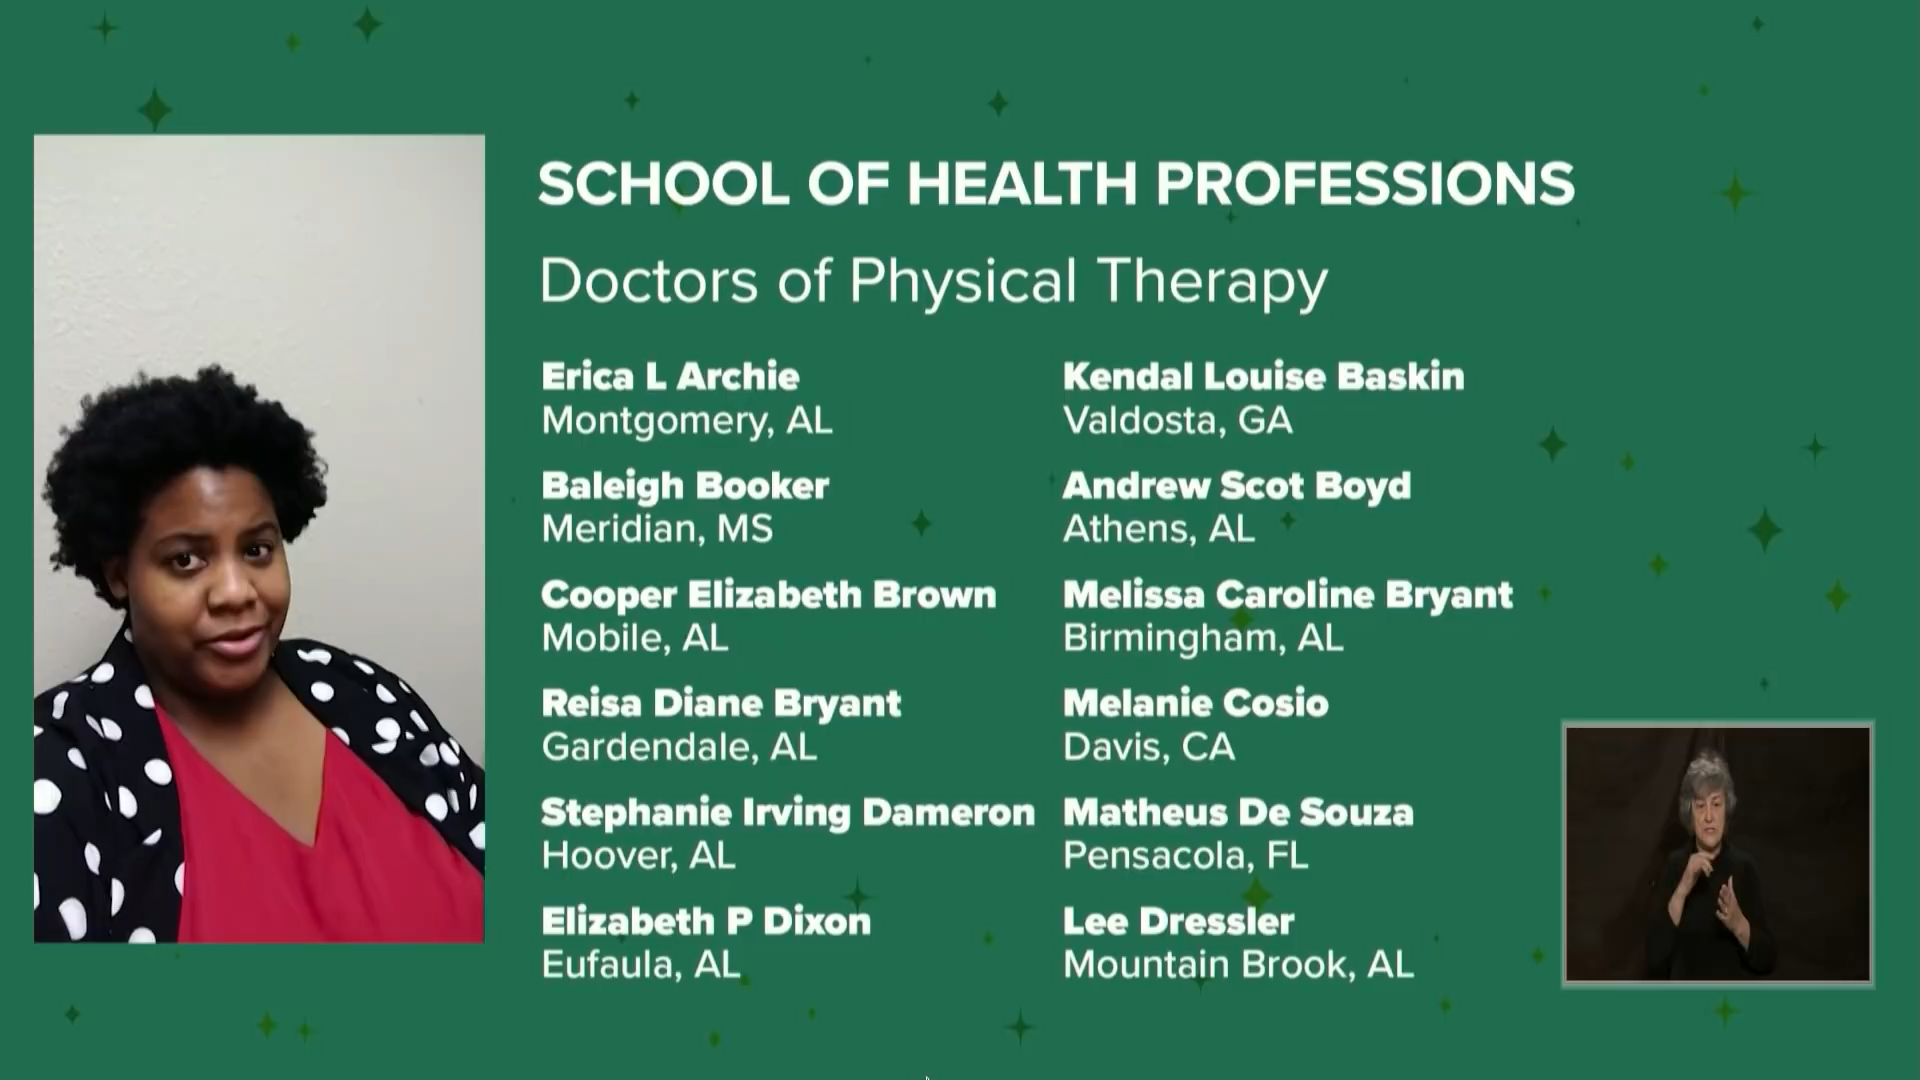 SCHOOL OF HEALTH PROFESSIONS
Doctors of Physical Therapy
Erica L Archie
Montgomery, AL
Kendal Louise Baskin
Valdosta, GA
Baleigh Booker
Meridian, MS
Andrew Scot Boyd
Athens, AL
Cooper Elizabeth Brown
Mobile, AL
Melissa Caroline Bryant
Birmingham, AL
Reisa Diane Bryant
Gardendale, AL
Melanie Cosio
Davis, CA
Stephanie Irving Dameron
Hoover, AL
Matheus De Souza
Pensacola, FL
Elizabeth P Dixon
Eufaula, AL
Lee Dressler
Mountain Brook, AL